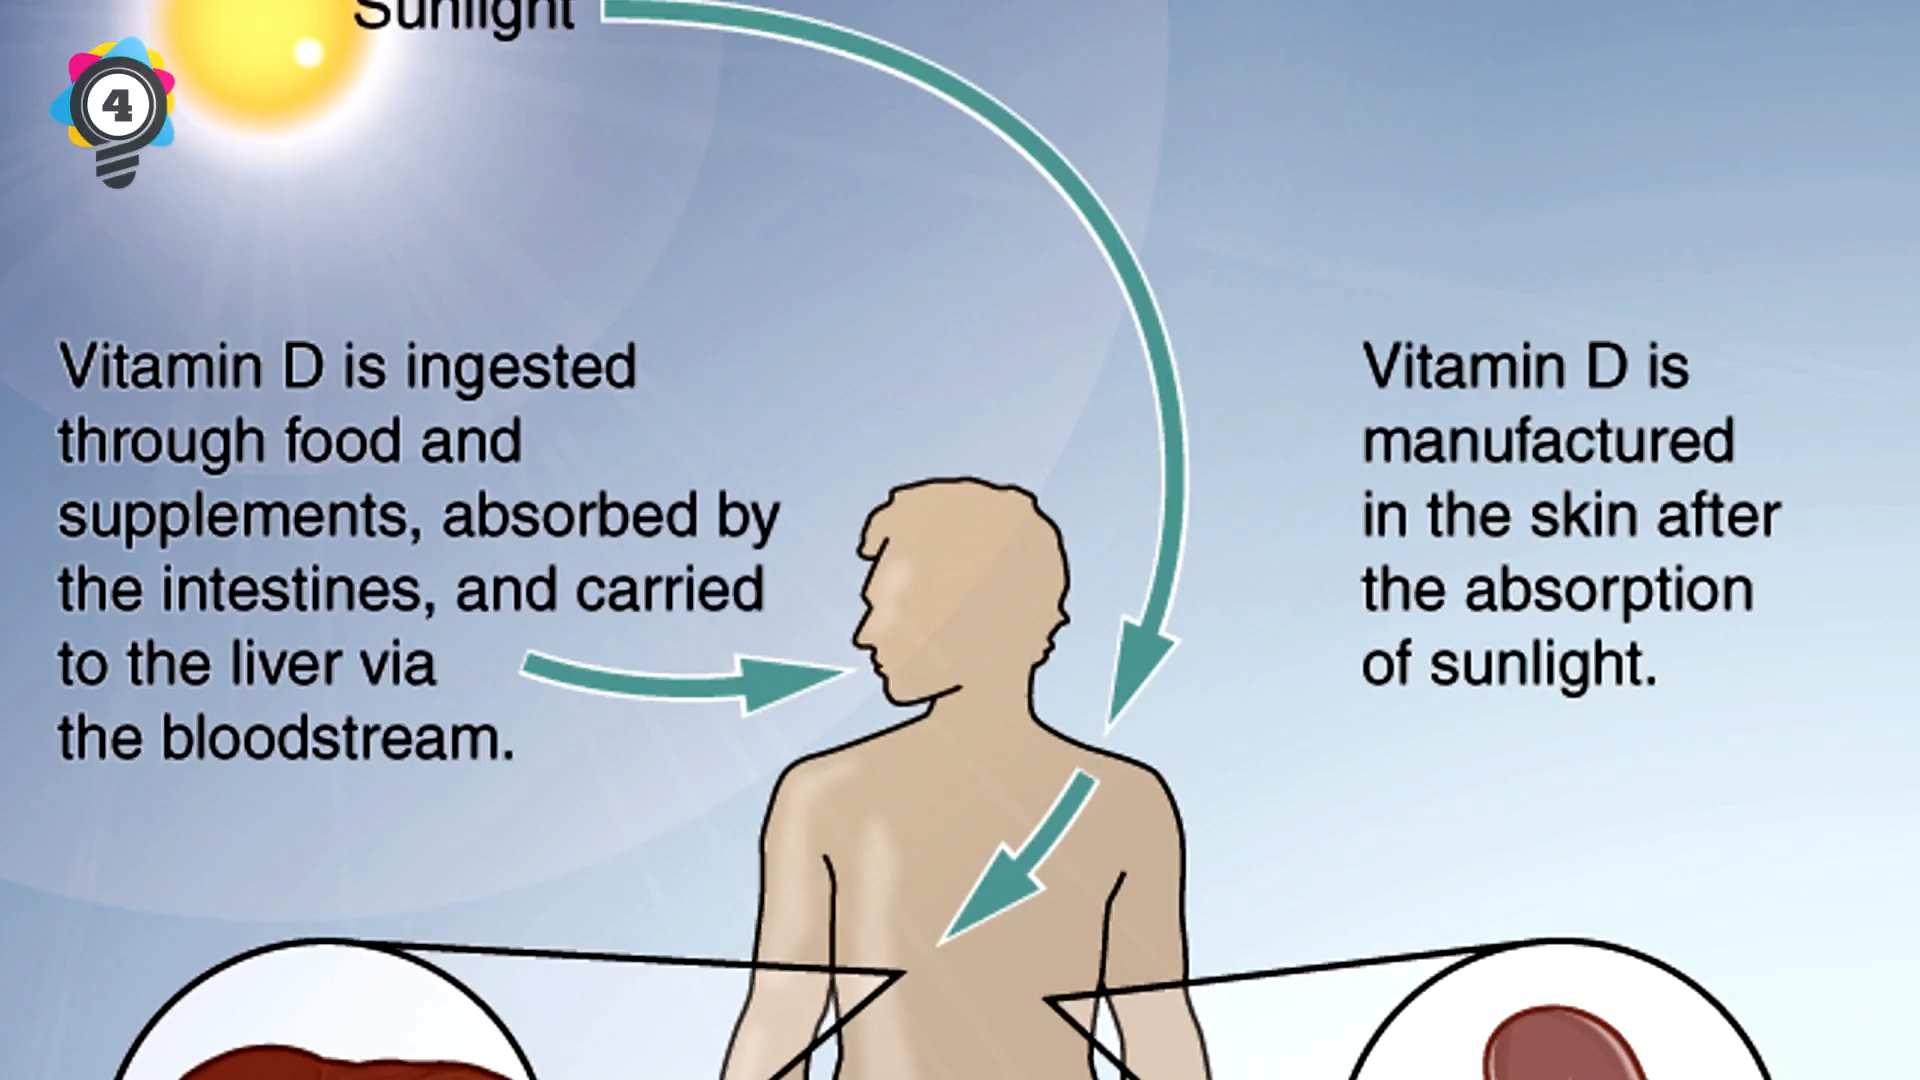 Sunlight
4
Vitamin D is ingested
through food and
supplements, absorbed by
the intestines, and carried
to the liver via
the bloodstream.
Vitamin D is
manufactured
in the skin after
the absorption
of sunlight.